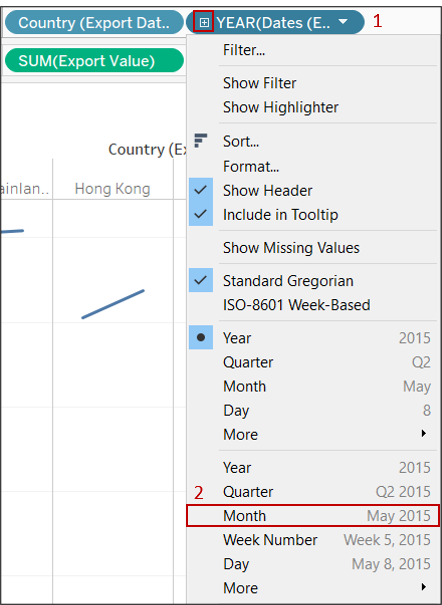 Country (Export Dat..
YEAR(Dates (E..
1
SUM(Export Value)
Filter...
Show Filter
Show Highlighter
Country (Ex
Sort...
Format...
ainlan..
Hong Kong
Show Header
Include in Tooltip
Show Missing Values
Standard Gregorian
ISO-8601 Week-Based
Year 2015
Quarter Q2
Month May
Day 8
More
Year 2015
2
Quarter Q2 2015
Month May 2015
Week Number Week 5, 2015
Day May 8, 2015
More